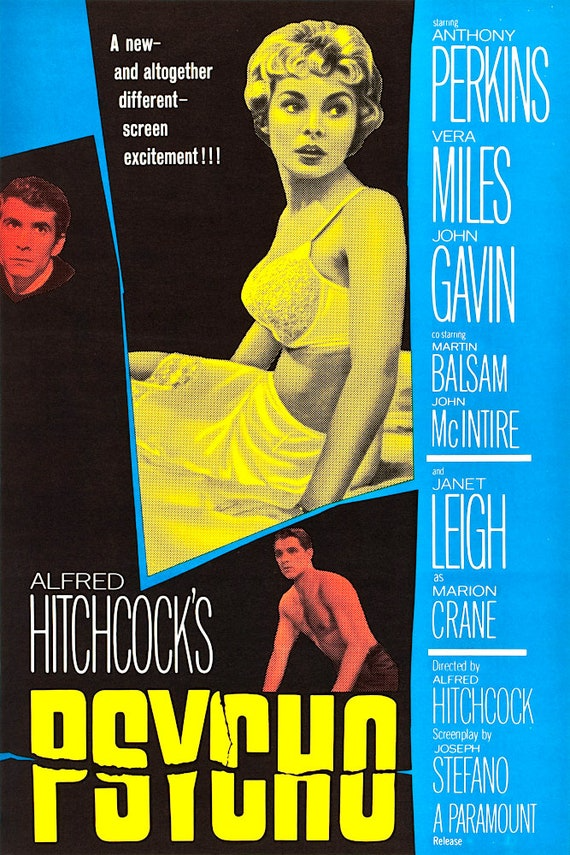 A new–
and altogether
different–
screen
excitement!!!
ALFRED
HITCHCOCK'S
PSYCHO
starring
ANTHONY
PERKINS
VERA
MILES
JOHN
GAVIN
co starring
MARTIN
BALSAM
JOHN
McINTIRE
and
JANET
LEIGH
as
MARION
CRANE
Directed by
ALFRED
HITCHCOCK
Screenplay by
JOSEPH
STEFANO
A PARAMOUNT
Release